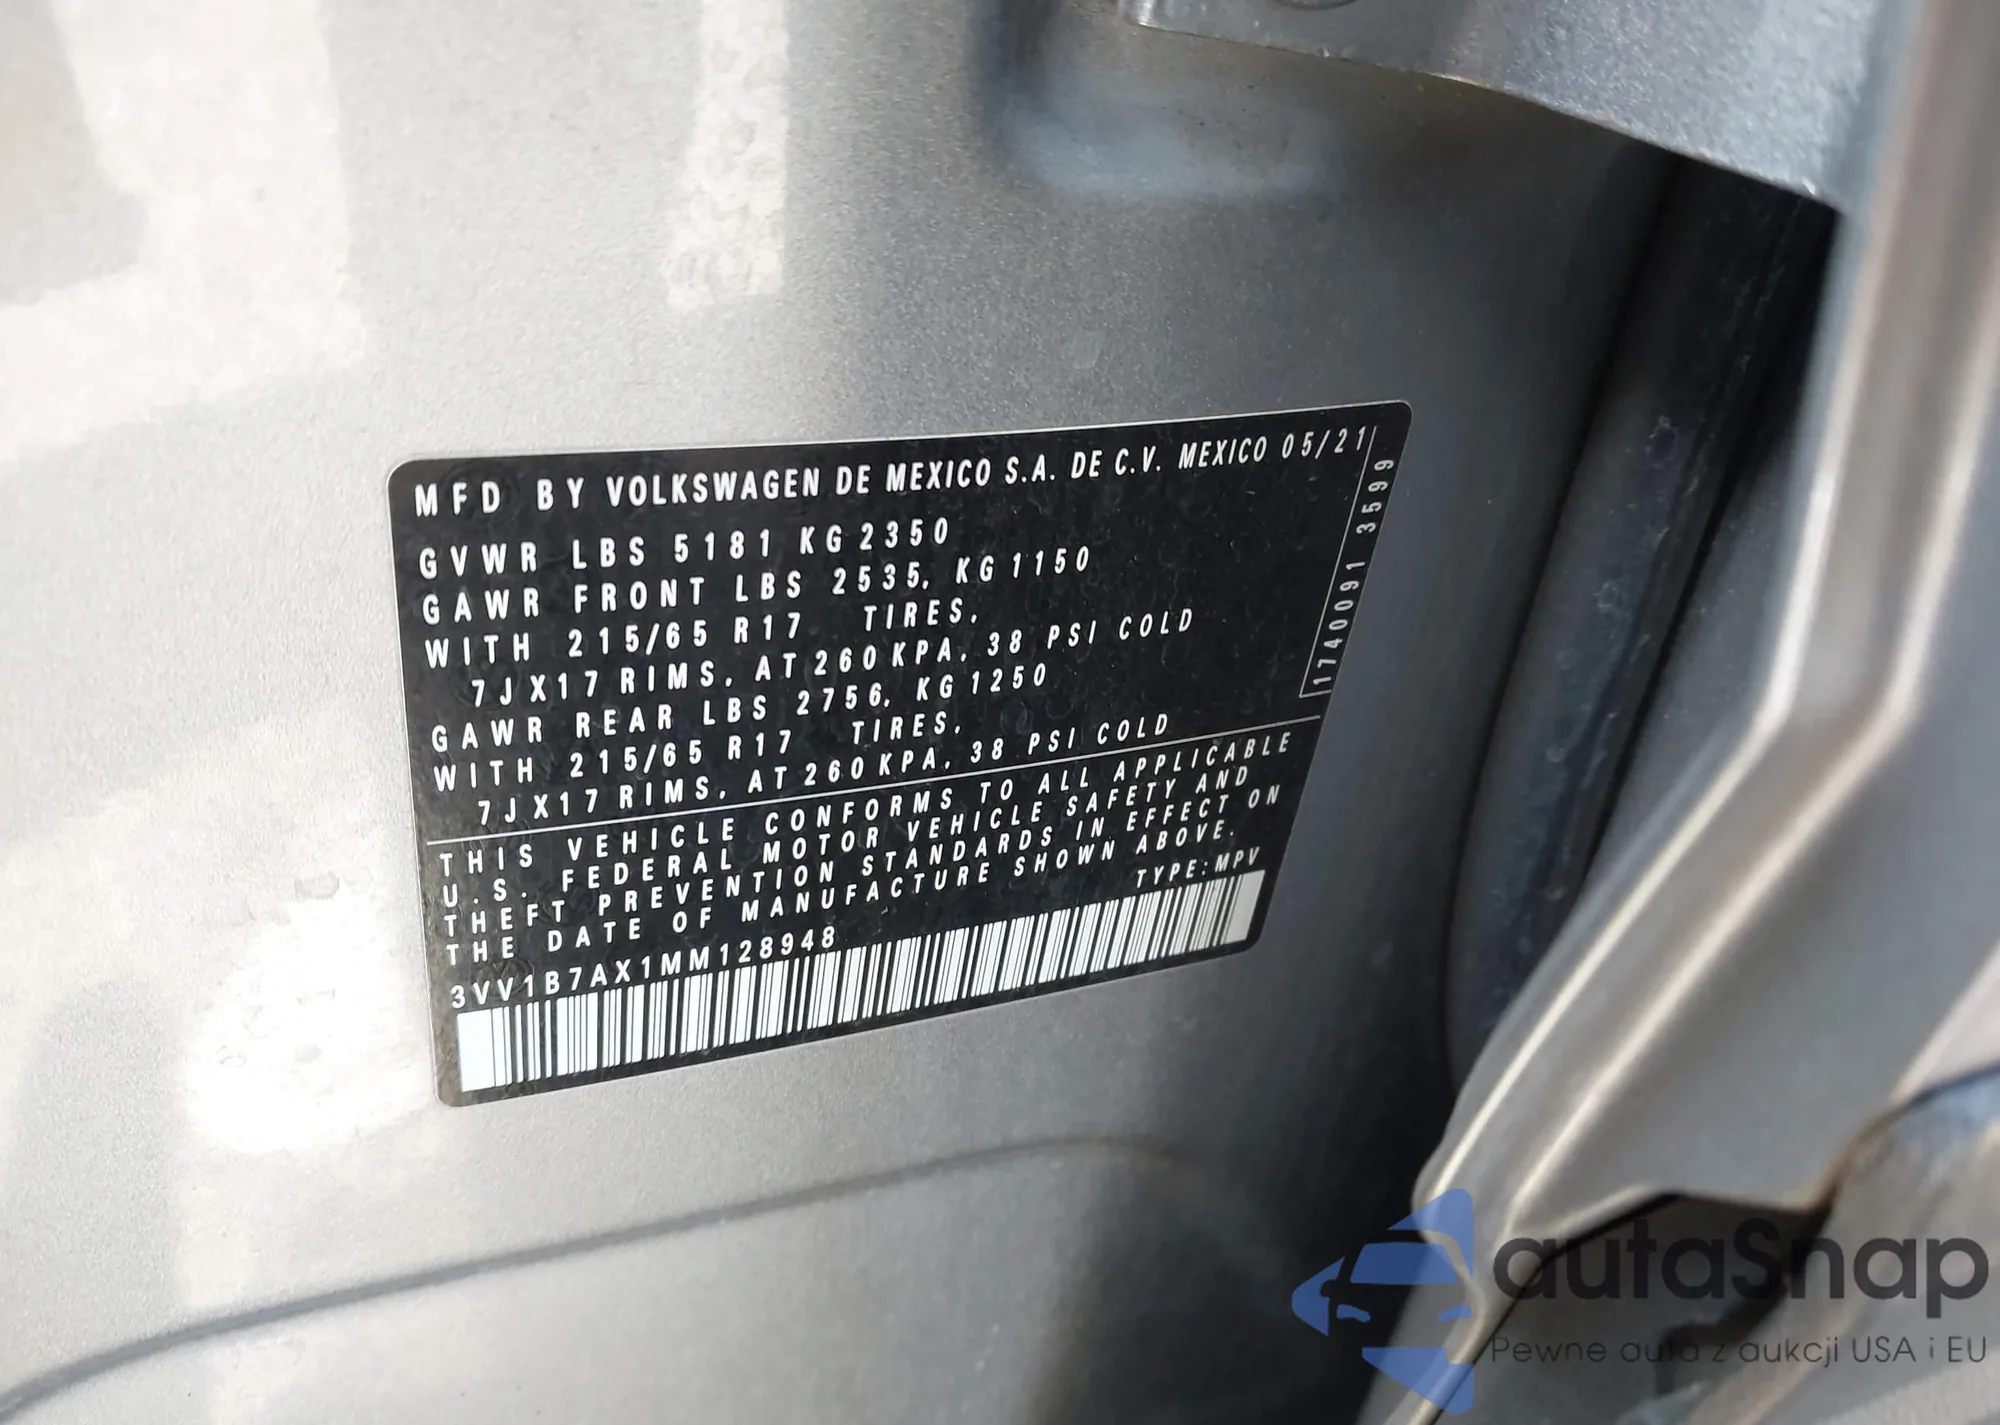 MFD BY VOLKSWAGEN DE MEXICO S.A. DE C.V. MEXICO 05/21
GVWR LBS 5181 KG 2350
GAWR FRONT LBS 2535, KG 1150
WITH 215/65 R17 TIRES,
7J X17 RIMS, AT 260 KPA, 38 PSI COLD
GAWR REAR LBS 2756, KG 1250
WITH 215/65 R17 TIRES,
7J X17 RIMS, AT 260 KPA, 38 PSI COLD
1740091 3599
THIS VEHICLE CONFORMS TO ALL APPLICABLE
U.S. FEDERAL MOTOR VEHICLE SAFETY AND
THEFT PREVENTION STANDARDS IN EFFECT ON
THE DATE OF MANUFACTURE SHOWN ABOVE.
3VV1B7AX1MM128948 TYPE: MPV
autaSnap
Pewne auta z aukcji USA i EU